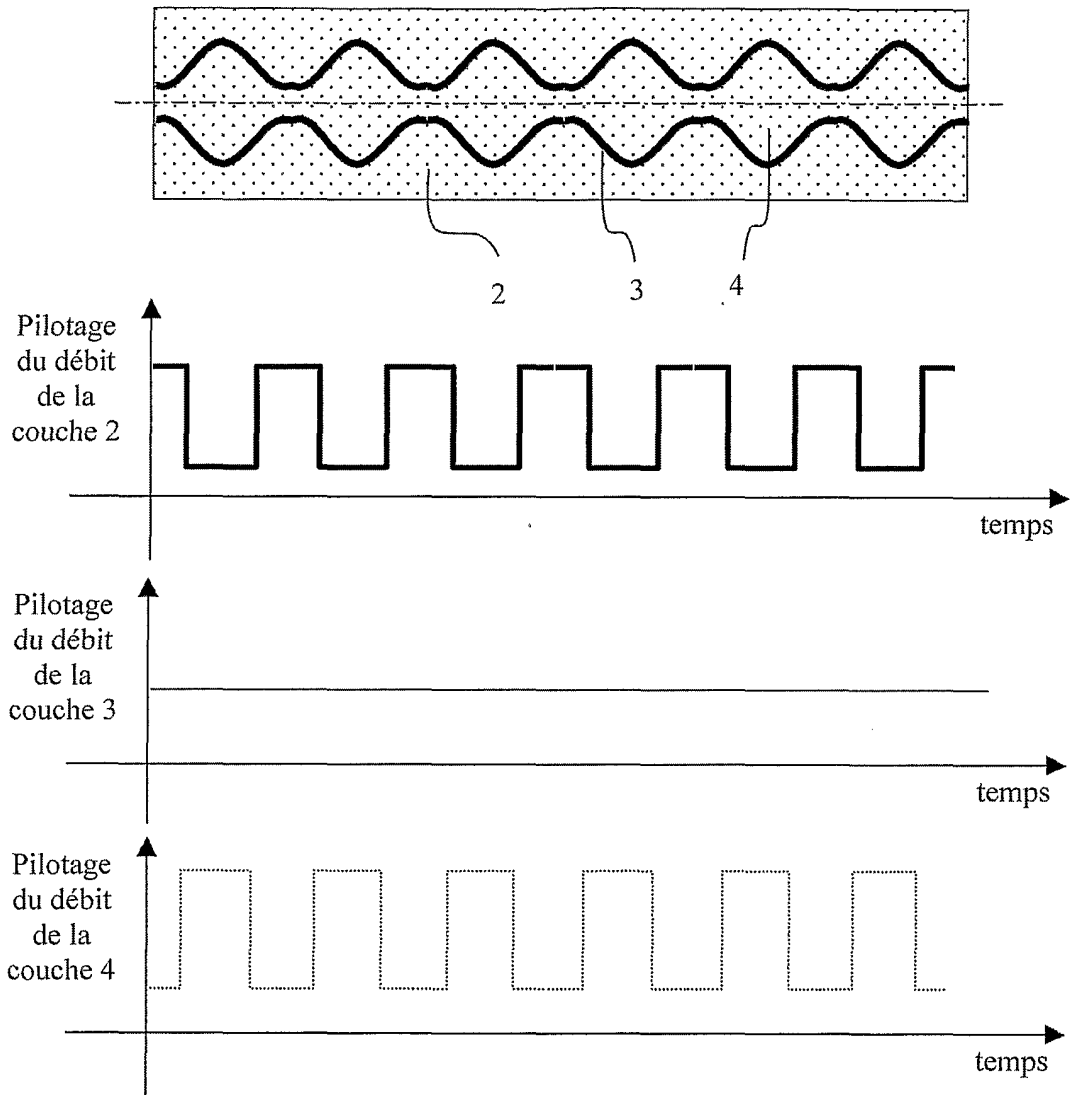 2
3
4
Pilotage
du débit
de la
couche 2
temps
Pilotage
du débit
de la
couche 3
temps
Pilotage
du débit
de la
couche 4
temps